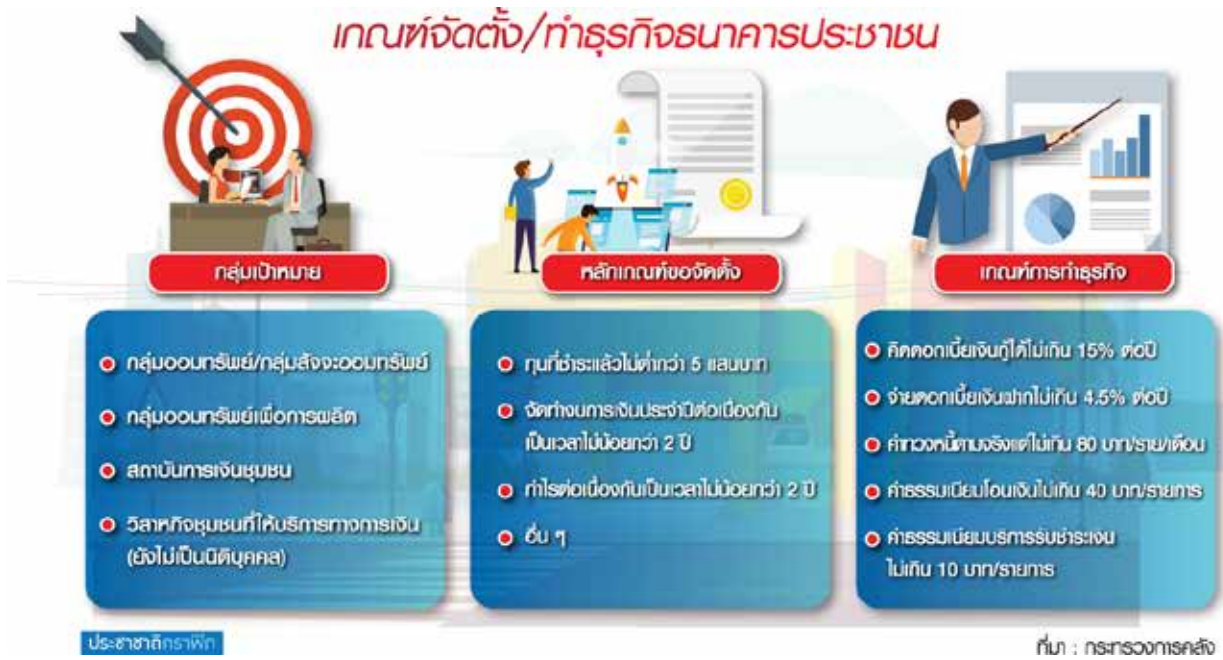 เกณฑ์จัดตั้ง/ทำธุรกิจธนาคารประชาชน
กลุ่มเป้าหมาย
กลุ่มออมทรัพย์/กลุ่มสัจจะออมทรัพย์
กลุ่มออมทรัพย์เพื่อการผลิต
สถาบันการเงินชุมชน
วิสาหกิจชุมชนที่ให้บริการทางการเงิน
(ยังไม่เป็นนิติบุคคล)
หลักเกณฑ์ขอจัดตั้ง
ทุนที่ชำระแล้วไม่ต่ำกว่า 5 แสนบาท
จัดทำงบการเงินประจำปีต่อเนื่องกัน
เป็นเวลาไม่น้อยกว่า 2 ปี
กำไรต่อเนื่องกันเป็นเวลาไม่น้อยกว่า 2 ปี
อื่น ๆ
เกณฑ์การทำธุรกิจ
คิดดอกเบี้ยเงินกู้ได้ไม่เกิน 15% ต่อปี
จ่ายดอกเบี้ยเงินฝากไม่เกิน 4.5% ต่อปี
ค่าทวงหนี้ตามจริงแต่ไม่เกิน 80 บาท/ราย/เดือน
ค่าธรรมเนียมโอนเงินไม่เกิน 40 บาท/รายการ
ค่าธรรมเนียมบริการรับชำระเงิน
ไม่เกิน 10 บาท/รายการ
ประชาชาติกราฟิก
ที่มา : กระทรวงการคลัง